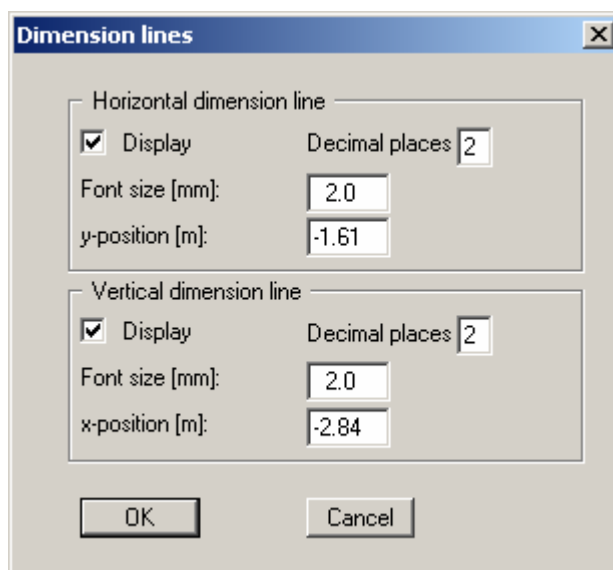 Dimension lines
Horizontal dimension line
Display Decimal places 2
Font size [mm]: 2.0
y-position [m]: -1.61
Vertical dimension line
Display Decimal places 2
Font size [mm]: 2.0
x-position [m]: -2.84
OK Cancel